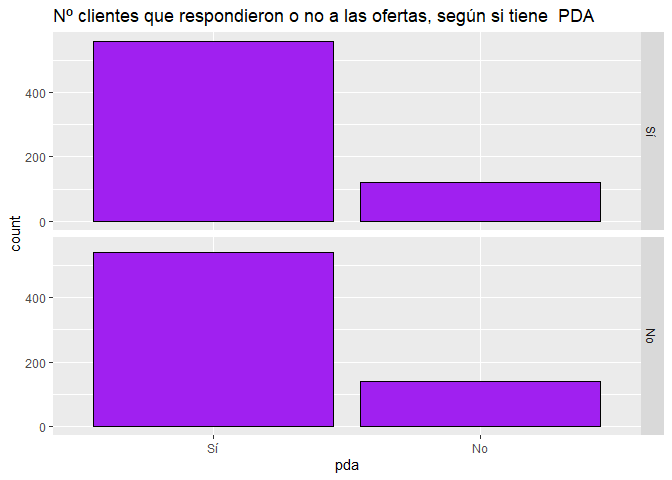 Nº clientes que respondieron o no a las ofertas, según si tiene  PDA
400
200
0
Sí
count
400
200
0
No
Sí
No
pda